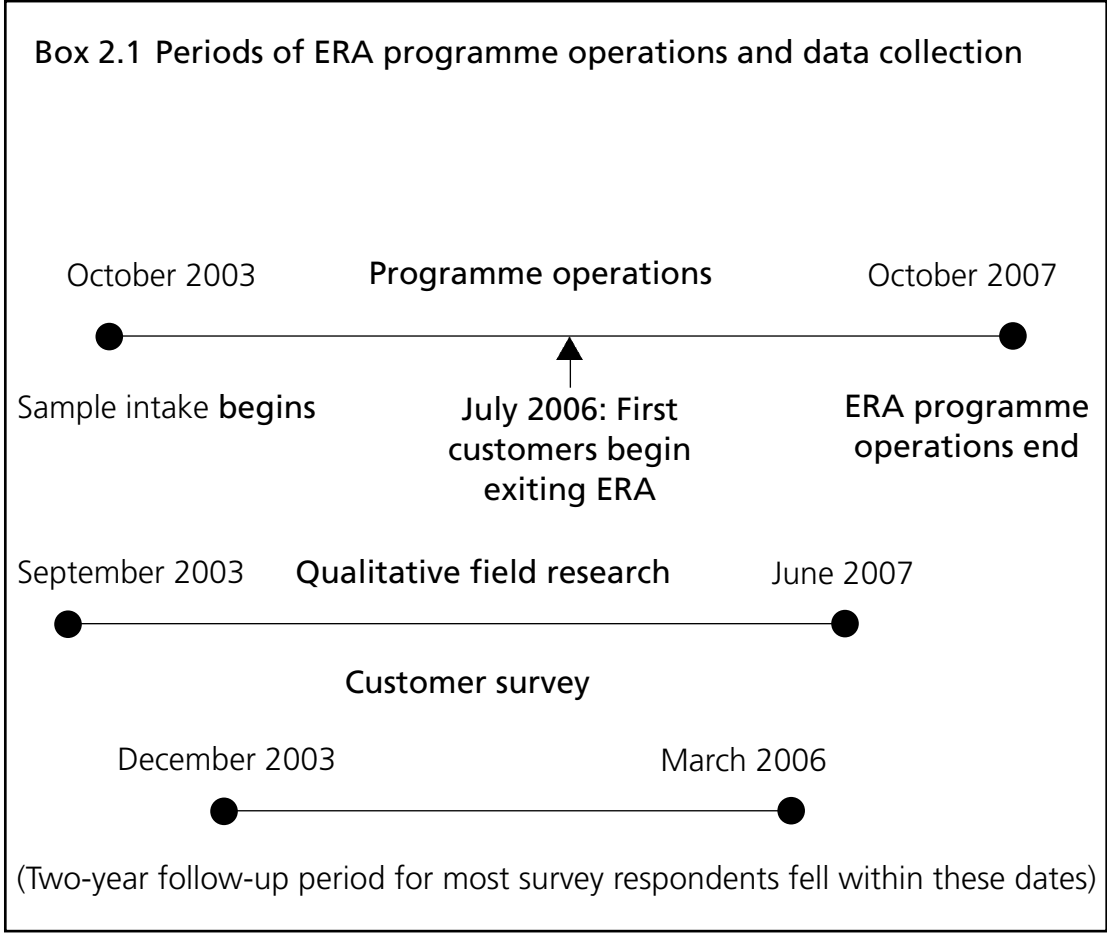 Box 2.1 Periods of ERA programme operations and data collection
October 2003
Programme operations
October 2007
Sample intake begins
July 2006: First
customers begin
exiting ERA
ERA programme
operations end
September 2003
Qualitative field research
June 2007
Customer survey
December 2003
March 2006
(Two-year follow-up period for most survey respondents fell within these dates)